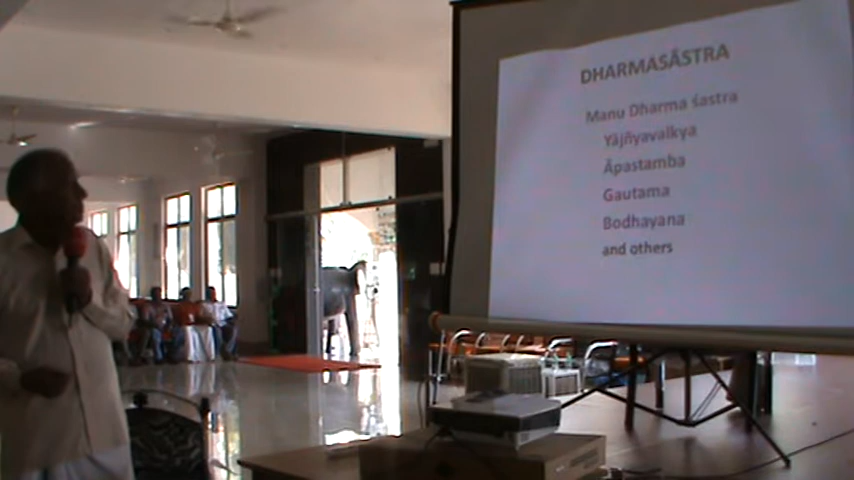 DHARMASĀSTRA
Manu Dharma śastra
Yājñyavalkya
Āpastamba
Gautama
Bodhayana
and others